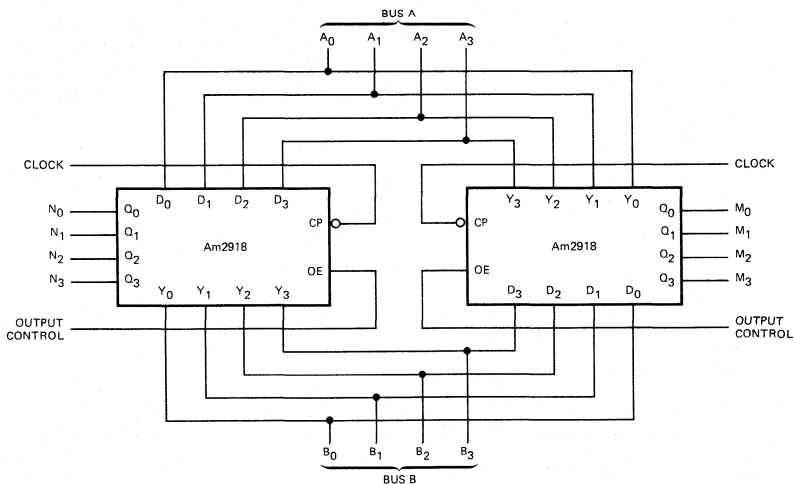 BUS A
A0 A1 A2 A3
CLOCK CLOCK
D0 D1 D2 D3 Y3 Y2 Y1 Y0
N0 Q0 CP CP Q0 M0
N1 Q1 Q1 M1
Am2918 Am2918
N2 Q2 Q2 M2
OE OE
N3 Q3 Q3 M3
Y0 Y1 Y2 Y3 D3 D2 D1 D0
OUTPUT CONTROL OUTPUT CONTROL
B0 B1 B2 B3
BUS B